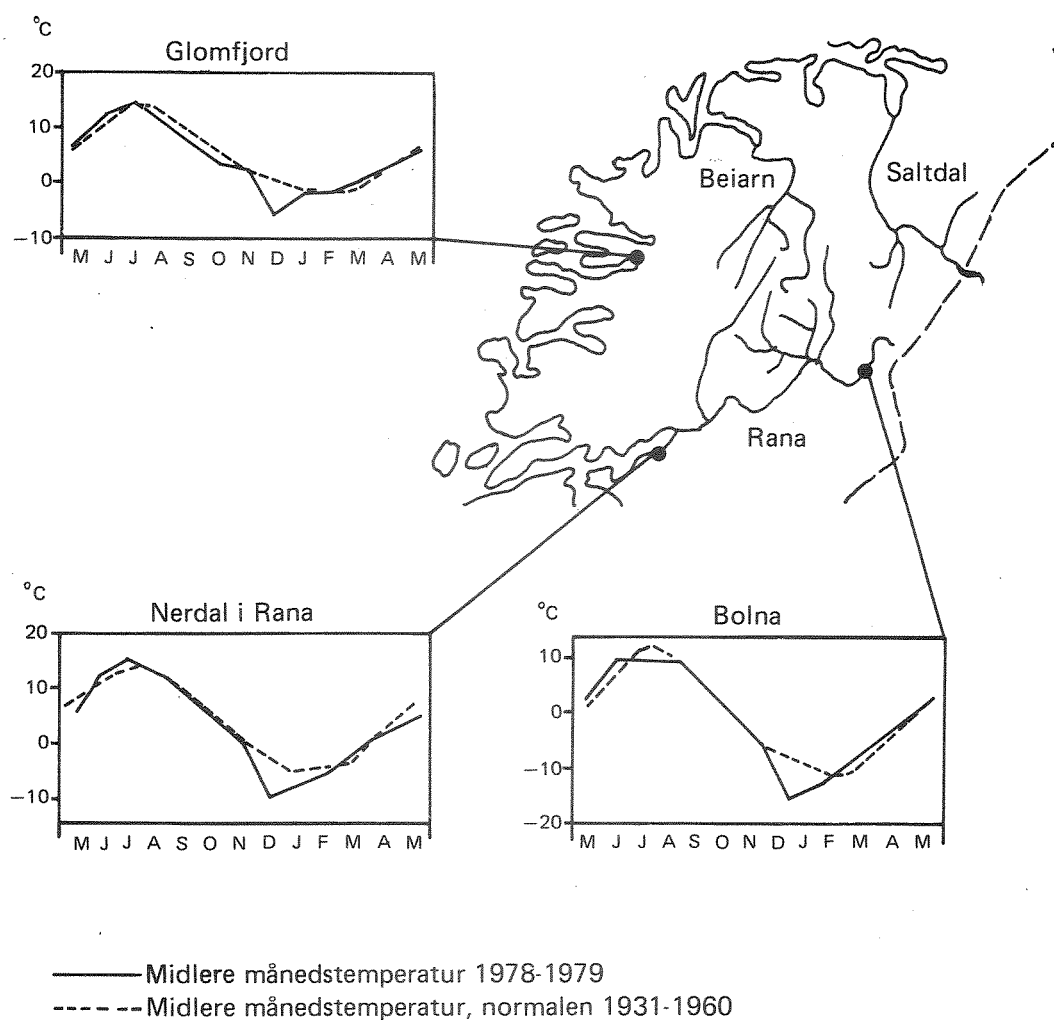 °C
Glomfjord
20
10
0
−10
M J J A S O N D J F M A M
Beiarn
Saltdal
Rana
°C
Nerdal i Rana
20
10
0
−10
M J J A S O N D J F M A M
°C
Bolna
10
0
−10
−20
M J J A S O N D J F M A M
Midlere månedstemperatur 1978-1979
Midlere månedstemperatur, normalen 1931-1960